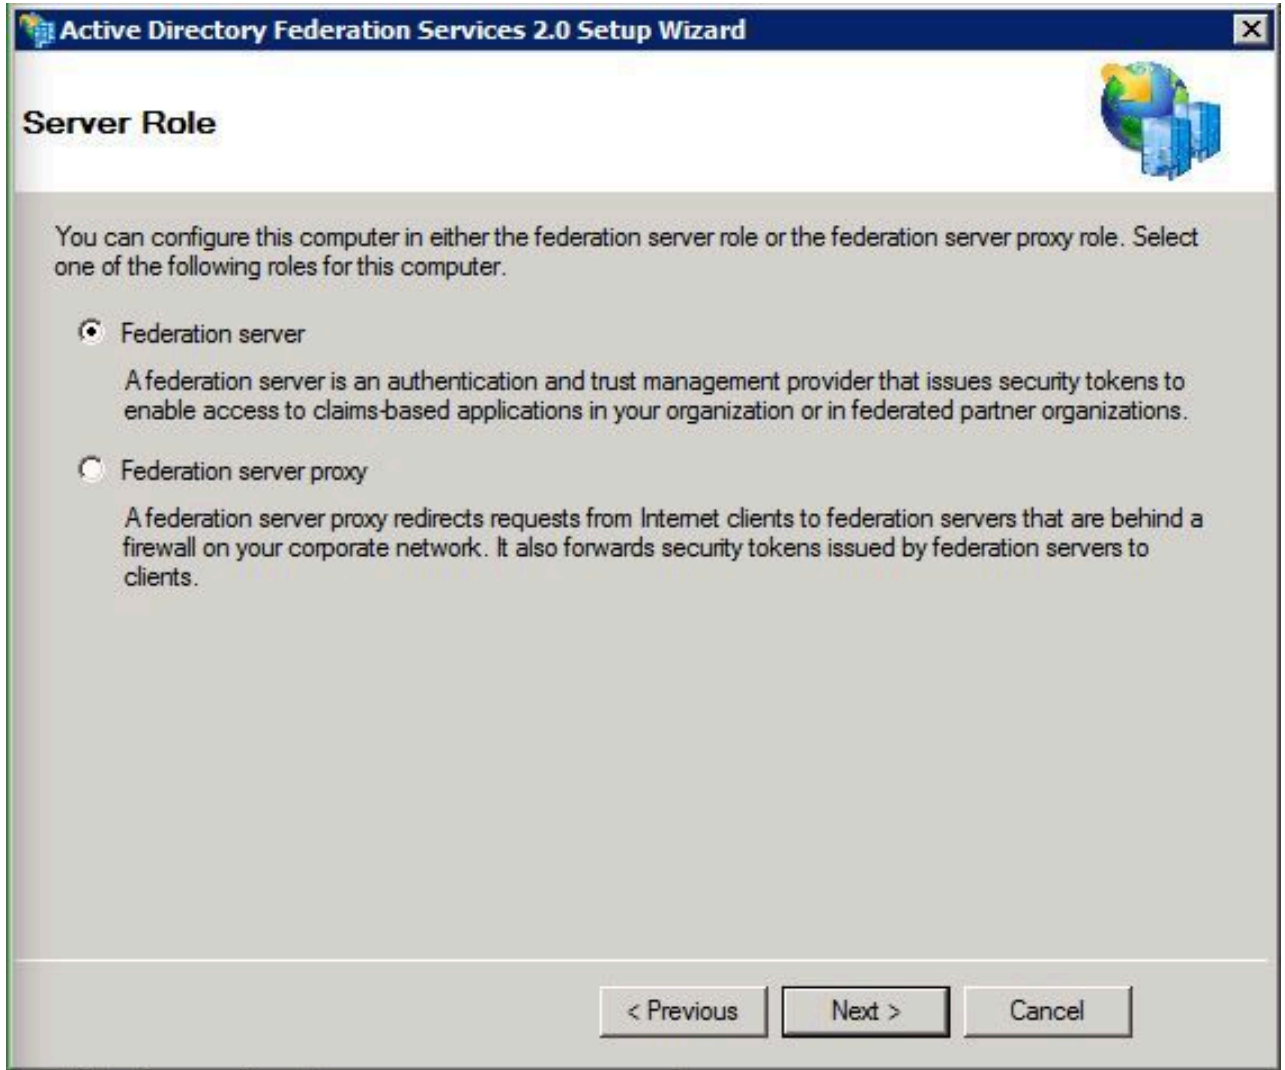 Active Directory Federation Services 2.0 Setup Wizard
Server Role
You can configure this computer in either the federation server role or the federation server proxy role. Select
one of the following roles for this computer.
Federation server
A federation server is an authentication and trust management provider that issues security tokens to
enable access to claims-based applications in your organization or in federated partner organizations.
Federation server proxy
A federation server proxy redirects requests from Internet clients to federation servers that are behind a
firewall on your corporate network. It also forwards security tokens issued by federation servers to
clients.
< Previous
Next >
Cancel